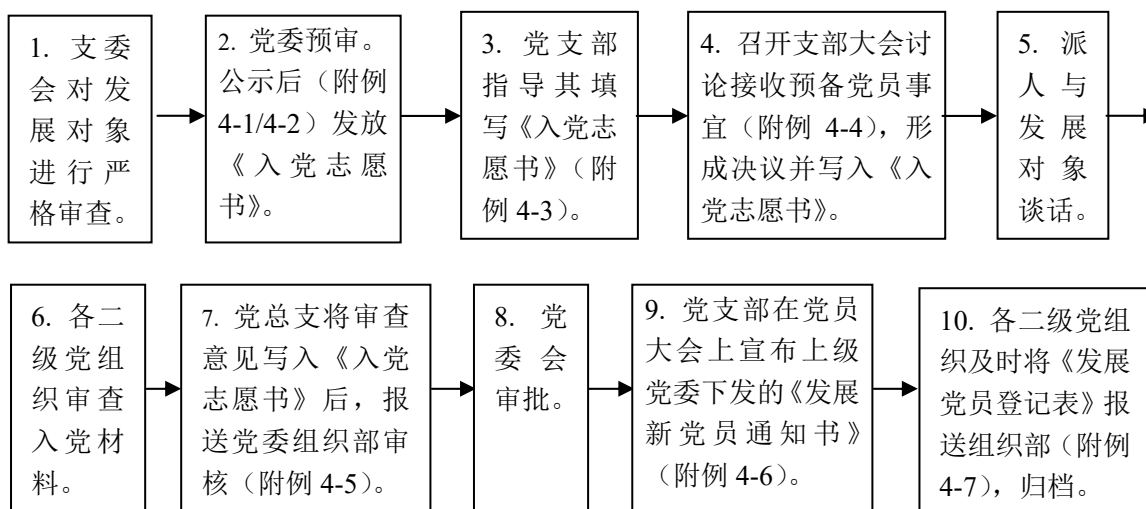 1. 支委
会对发
展对象
进行严
格审查。
2. 党委预审。
公示后（附例
4-1/4-2）发放
《入党志愿
书》。
3. 党支部
指导其填
写《入党志
愿书》（附
例 4-3）。
4. 召开支部大会讨
论接收预备党员事
宜（附例 4-4），形
成决议并写入《入
党志愿书》。
5. 派
人与
发展
对象
谈话。
6. 各二
级党组
织审查
入党材
料。
7. 党总支将审查
意见写入《入党
志愿书》后，报
送党委组织部审
核（附例 4-5）。
8. 党
委会
审批。
9. 党支部在党员
大会上宣布上级
党委下发的《发展
新党员通知书》
（附例 4-6）。
10. 各二级党组
织及时将《发展
党员登记表》报
送组织部（附例
4-7），归档。